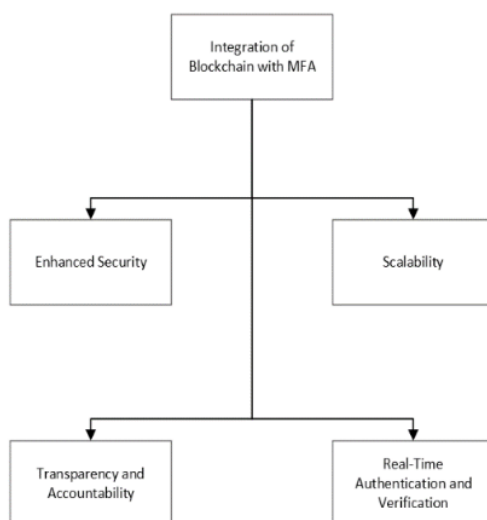 Integration of
Blockchain with MFA
Enhanced Security
Scalability
Transparency and
Accountability
Real-Time
Authentication and
Verification